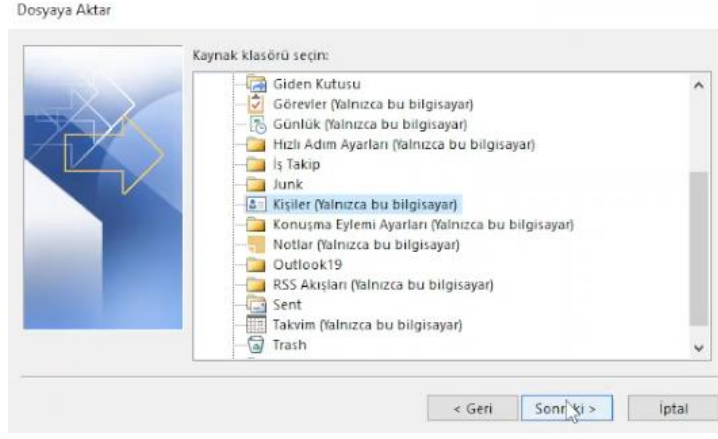 Dosyaya Aktar
Kaynak klasörü seçin:
Giden Kutusu
Görevler (Yalnızca bu bilgisayar)
Günlük (Yalnızca bu bilgisayar)
Hızlı Adım Ayarları (Yalnızca bu bilgisayar)
İş Takip
Junk
Kişiler (Yalnızca bu bilgisayar)
Konuşma Eylemi Ayarları (Yalnızca bu bilgisayar)
Notlar (Yalnızca bu bilgisayar)
Outlook19
RSS Akışları (Yalnızca bu bilgisayar)
Sent
Takvim (Yalnızca bu bilgisayar)
Trash
< Geri Sonraki > İptal